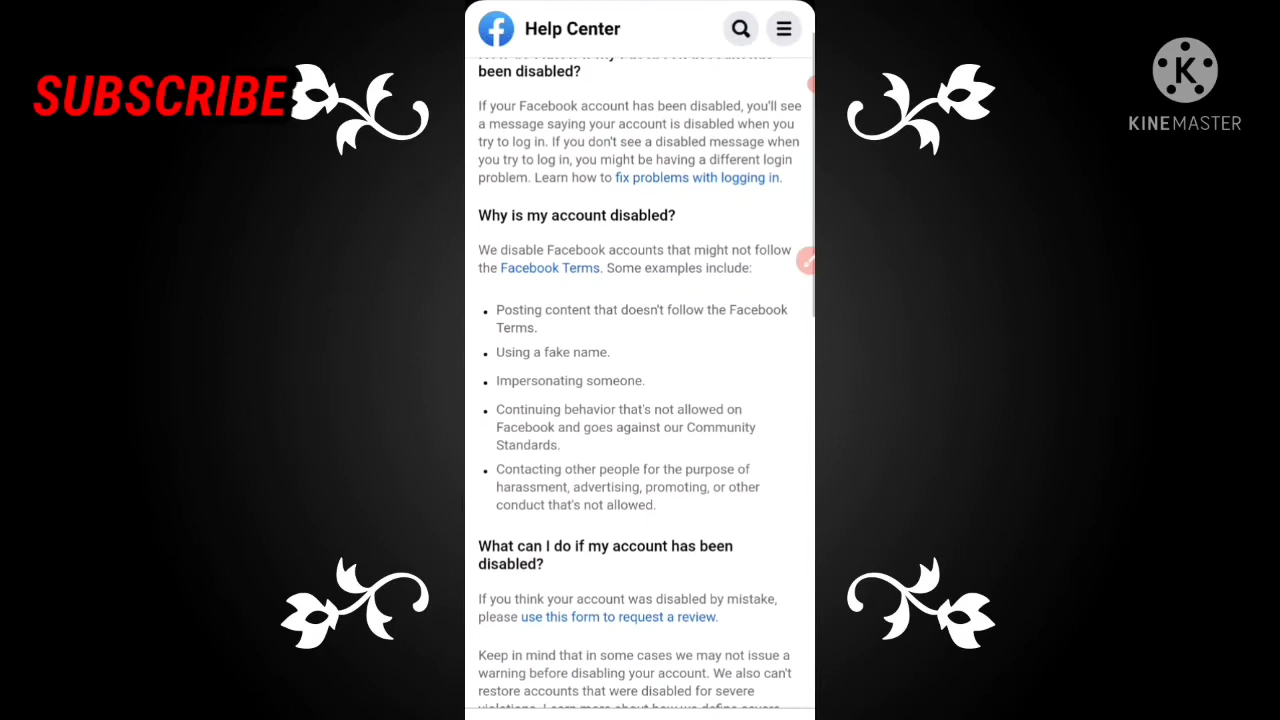 Help Center
SUBSCRIBE
KINEMASTER
been disabled?
If your Facebook account has been disabled, you'll see
a message saying your account is disabled when you
try to log in. If you don't see a disabled message when
you try to log in, you might be having a different login
problem. Learn how to fix problems with logging in.
Why is my account disabled?
We disable Facebook accounts that might not follow
the Facebook Terms. Some examples include:
• Posting content that doesn't follow the Facebook
Terms.
• Using a fake name.
• Impersonating someone.
• Continuing behavior that's not allowed on
Facebook and goes against our Community
Standards.
• Contacting other people for the purpose of
harassment, advertising, promoting, or other
conduct that's not allowed.
What can I do if my account has been
disabled?
If you think your account was disabled by mistake,
please use this form to request a review.
Keep in mind that in some cases we may not issue a
warning before disabling your account. We also can't
restore accounts that were disabled for severe